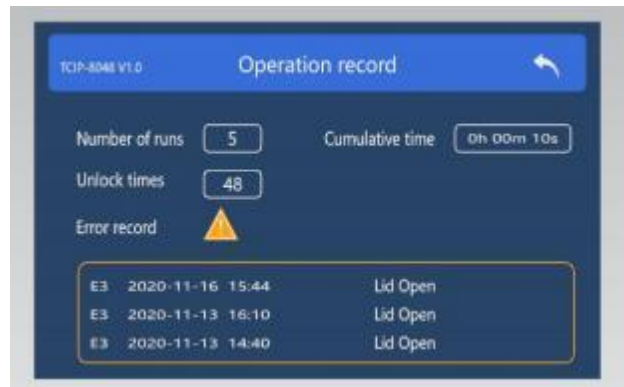 TCIP-8048 V1.0 Operation record
Number of runs 5 Cumulative time 0h 00m 10s
Unlock times 48
Error record
E3 2020-11-16 15:44 Lid Open
E3 2020-11-13 16:10 Lid Open
E3 2020-11-13 14:40 Lid Open